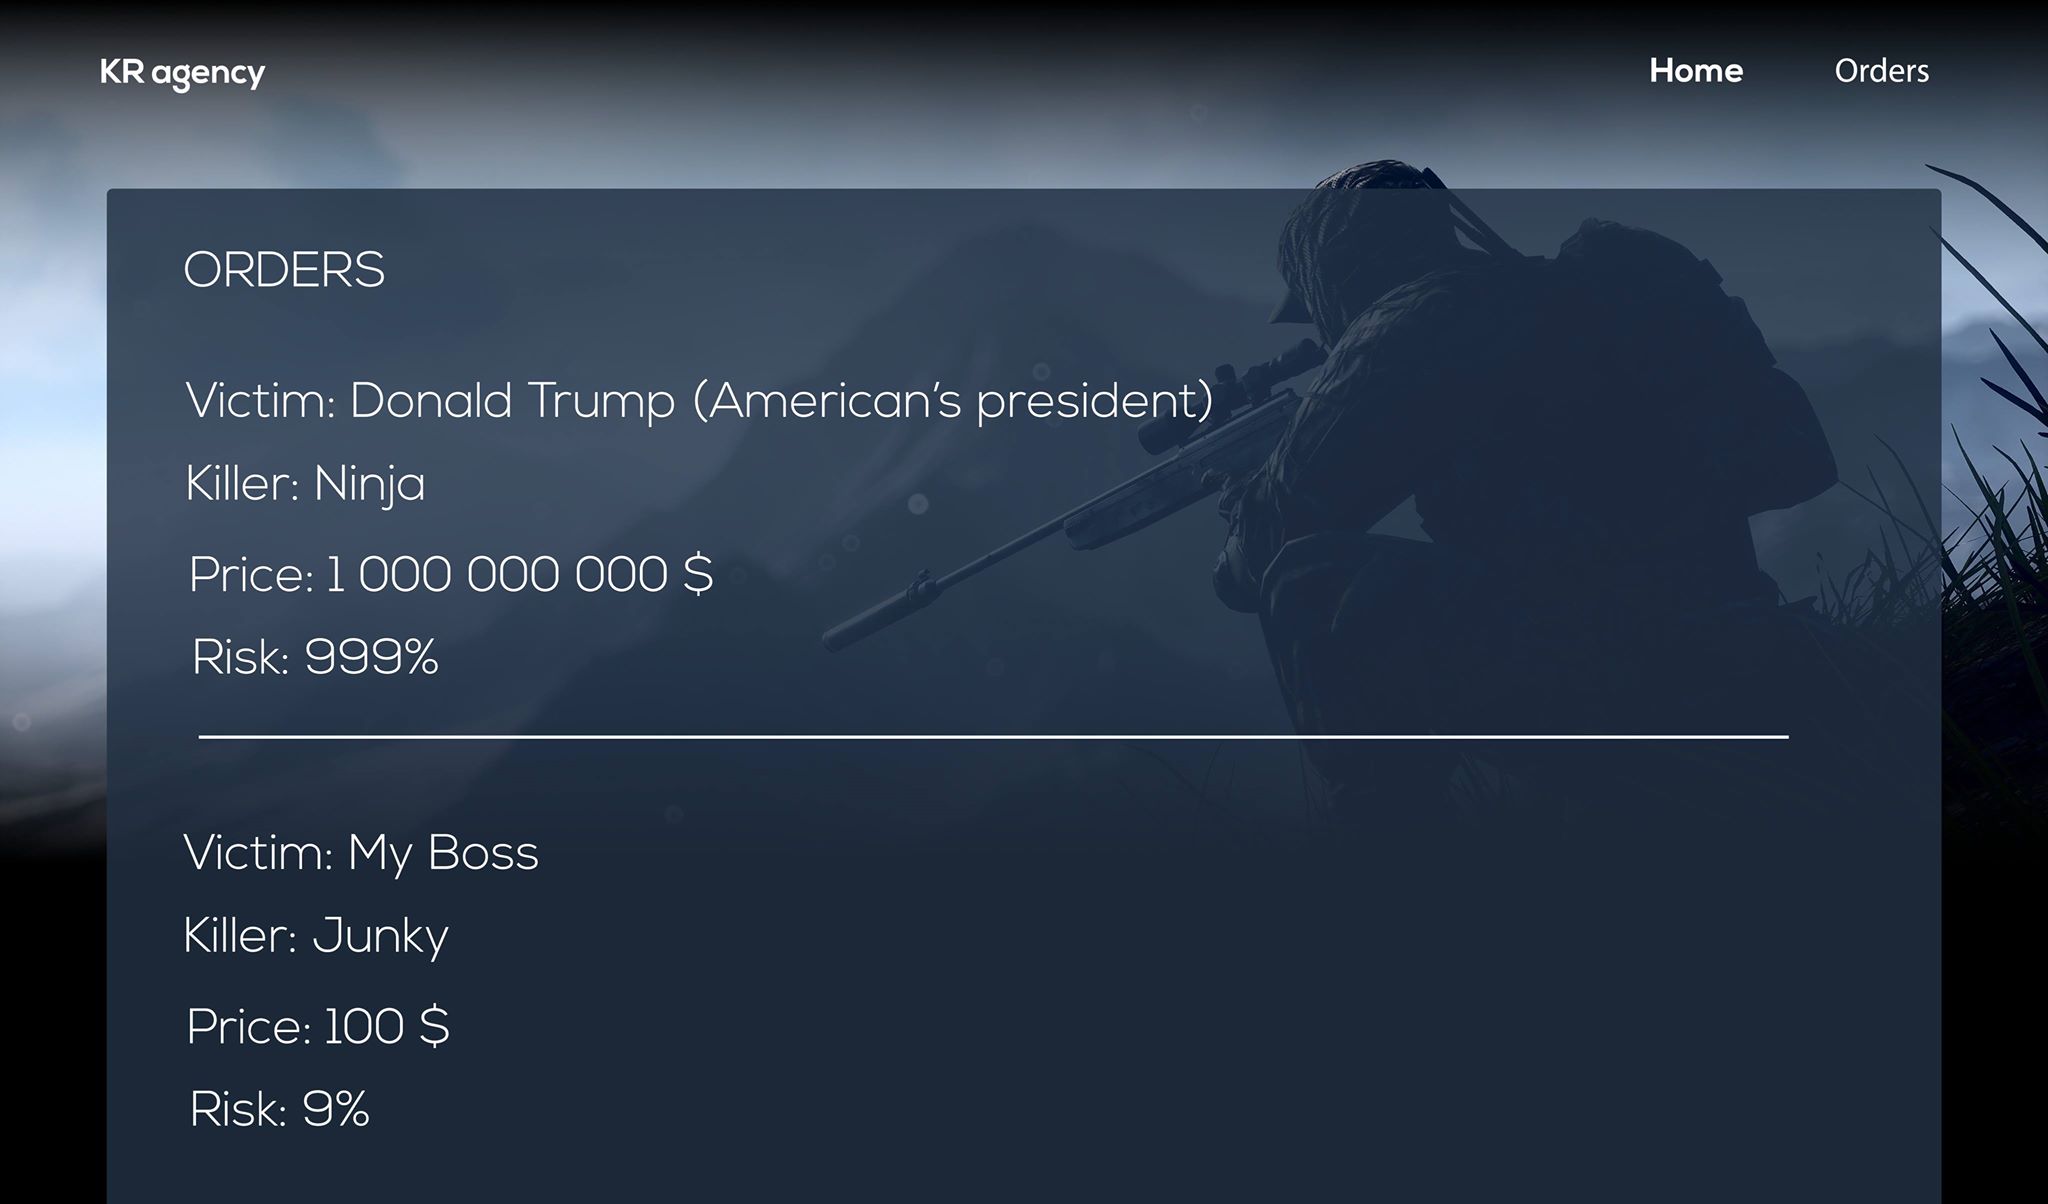 KR agency
Home
Orders
ORDERS
Victim: Donald Trump (American's president)
Killer: Ninja
Price: 1 000 000 000 $
Risk: 999%
Victim: My Boss
Killer: Junky
Price: 100 $
Risk: 9%